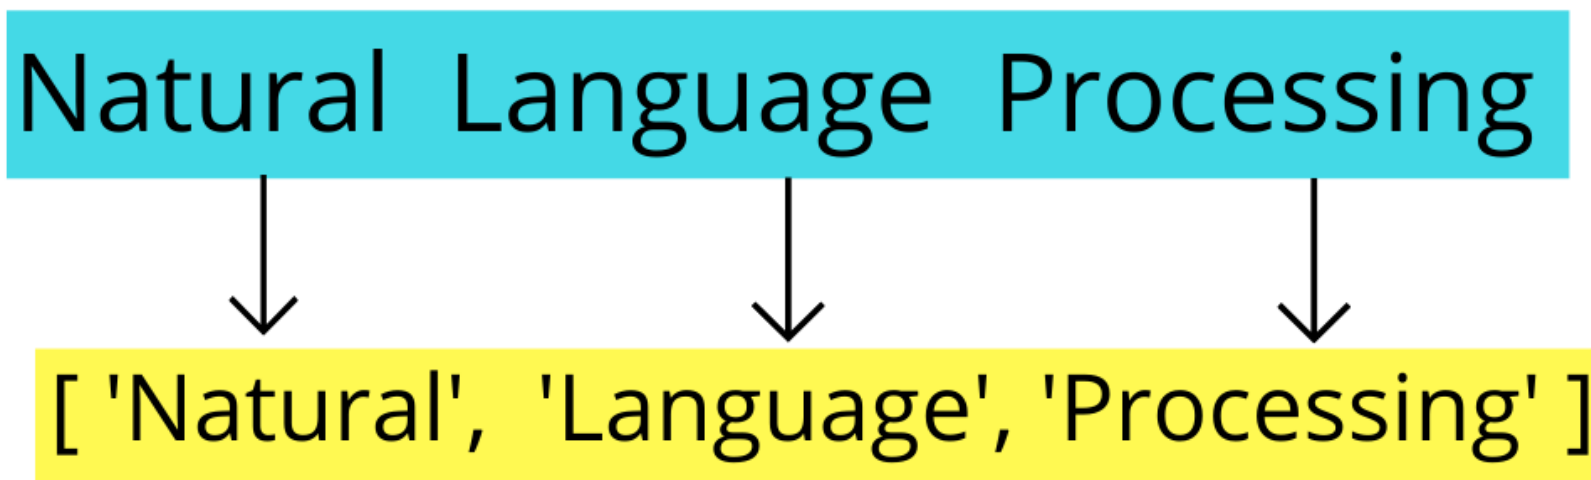 Natural Language Processing
[ 'Natural', 'Language', 'Processing' ]